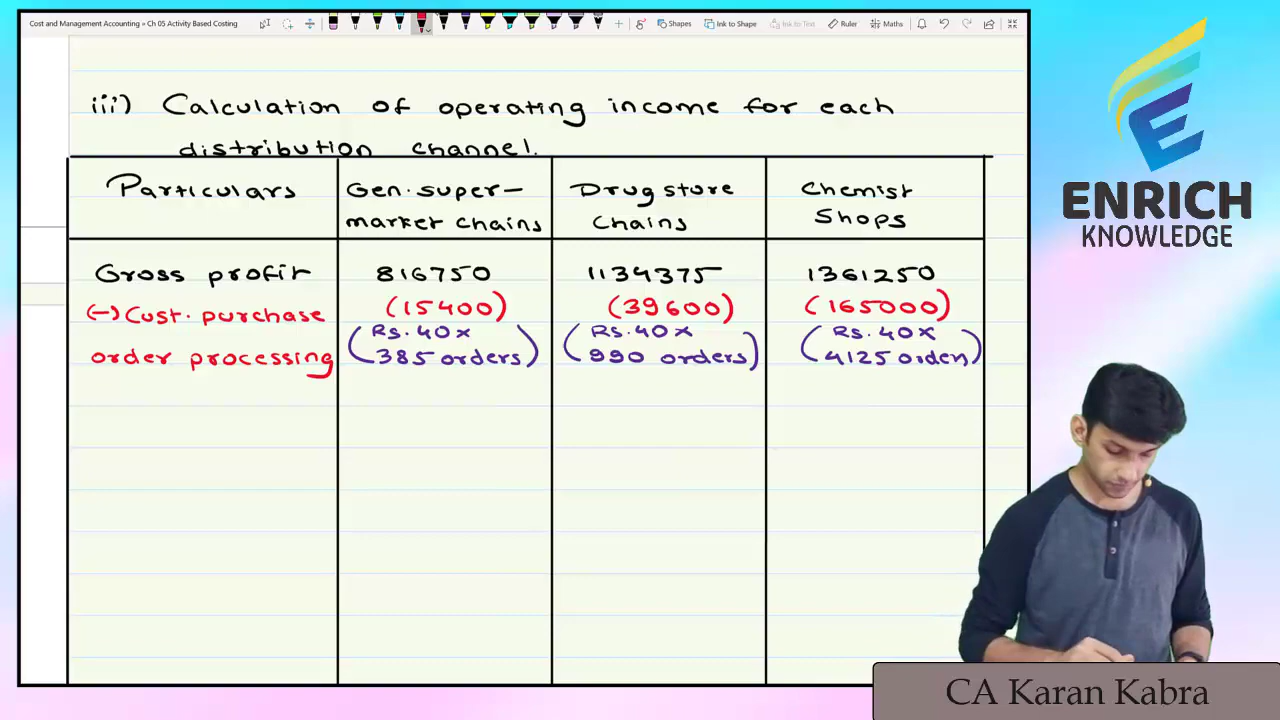 Cost and Management Accounting » Ch 05 Activity Based Costing
Shapes
Ink to Shape
Ink to Text
Ruler
Maths
iii) Calculation of operating income for each
distribution channel.
Particulars
Gen. super-
market chains
Drug store
Chains
Chemist
Shops
Gross profit
816750
1134375
1361250
(-) Cust. purchase
order processing
(15400)
(Rs. 40 x
385 orders)
(39600)
(Rs. 40 x
990 orders)
(165000)
(Rs. 40 x
4125 orders)
ENRICH
KNOWLEDGE
CA Karan Kabra